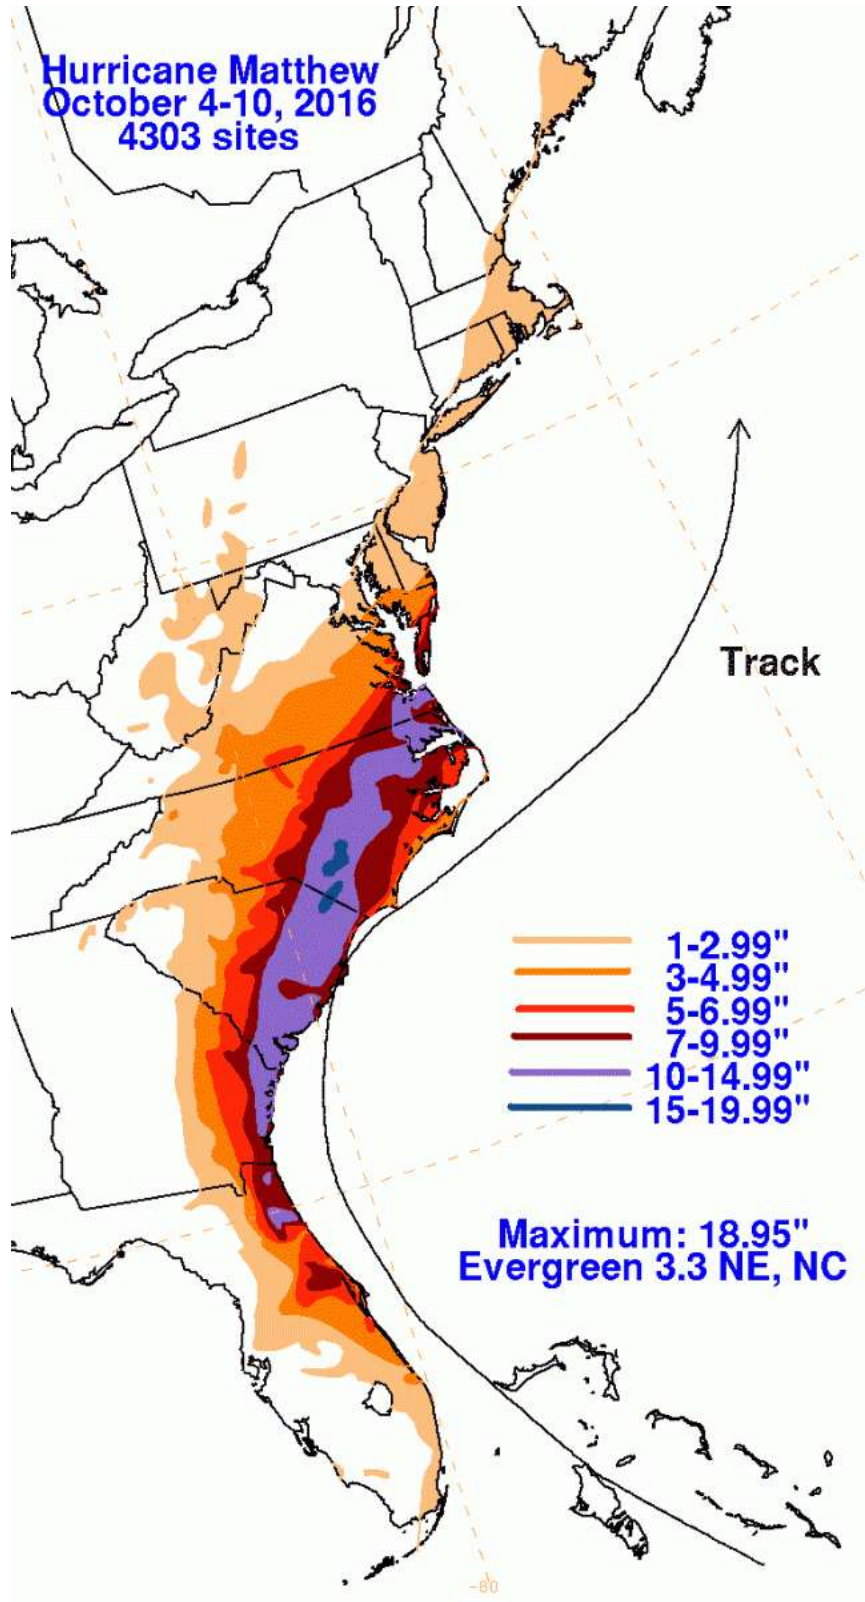 Hurricane Matthew
October 4-10, 2016
4303 sites
Track
1-2.99"
3-4.99"
5-6.99"
7-9.99"
10-14.99"
15-19.99"
Maximum: 18.95"
Evergreen 3.3 NE, NC
-80